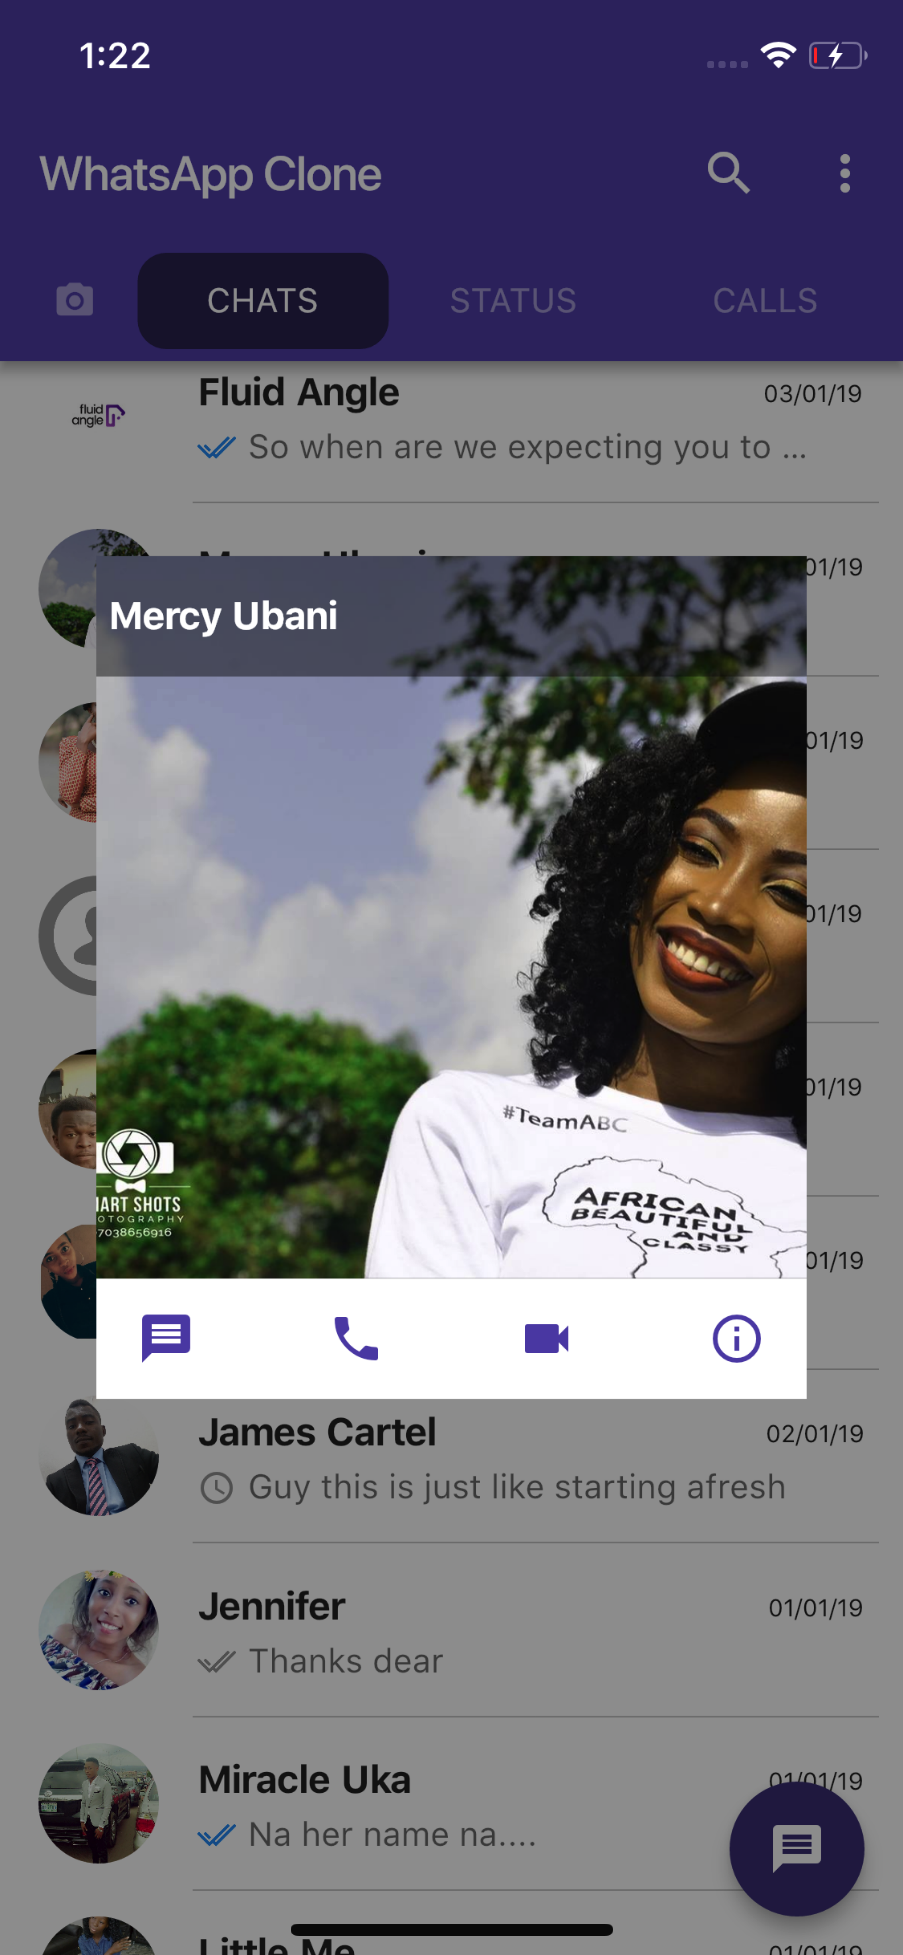 1:22
WhatsApp Clone
CHATS
STATUS
CALLS
fluid
angle
Fluid Angle
03/01/19
So when are we expecting you to ...
01/19
Mercy Ubani
01/19
01/19
01/19
01/19
#TeamABC
AFRICAN
BEAUTIFUL
AND
CLASSY
MART SHOTS
OTOGRAPHY
7038656916
James Cartel
02/01/19
Guy this is just like starting afresh
Jennifer
01/01/19
Thanks dear
Miracle Uka
01/01/19
Na her name na....
Little Me
01/01/19